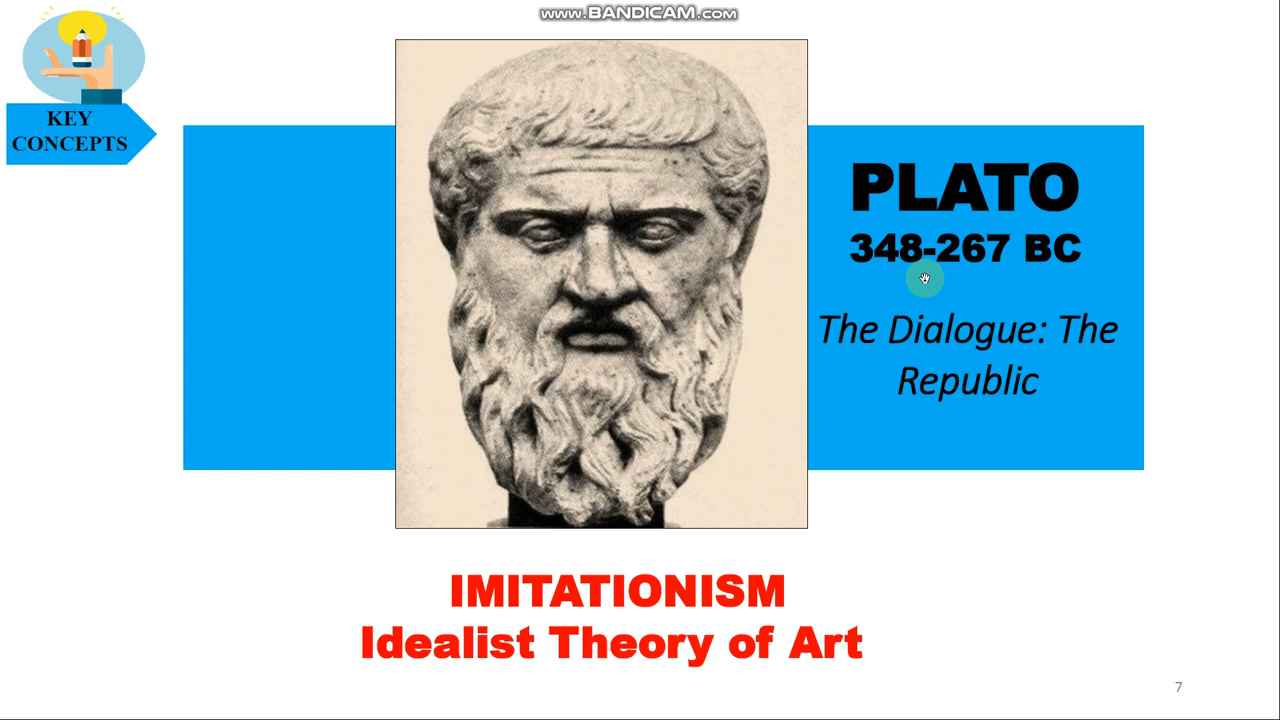 www.BANDICAM.com
KEY
CONCEPTS
PLATO
348-267 BC
The Dialogue: The
Republic
IMITATIONISM
Idealist Theory of Art
7